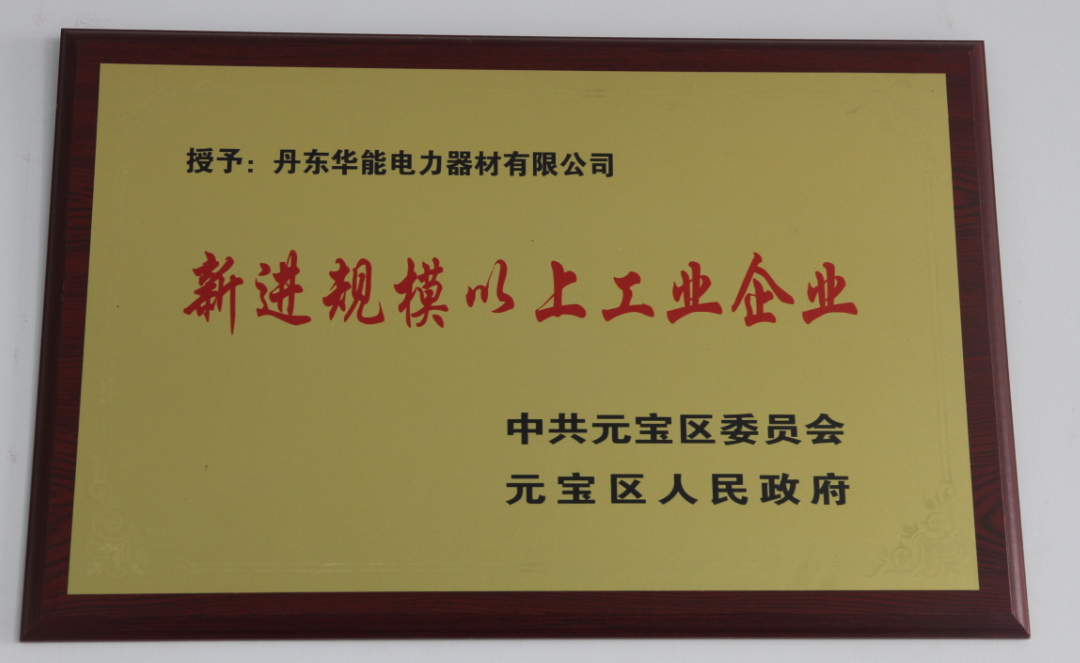 授予：丹东华能电力器材有限公司
新进规模以上工业企业
中共元宝区委员会
元宝区人民政府